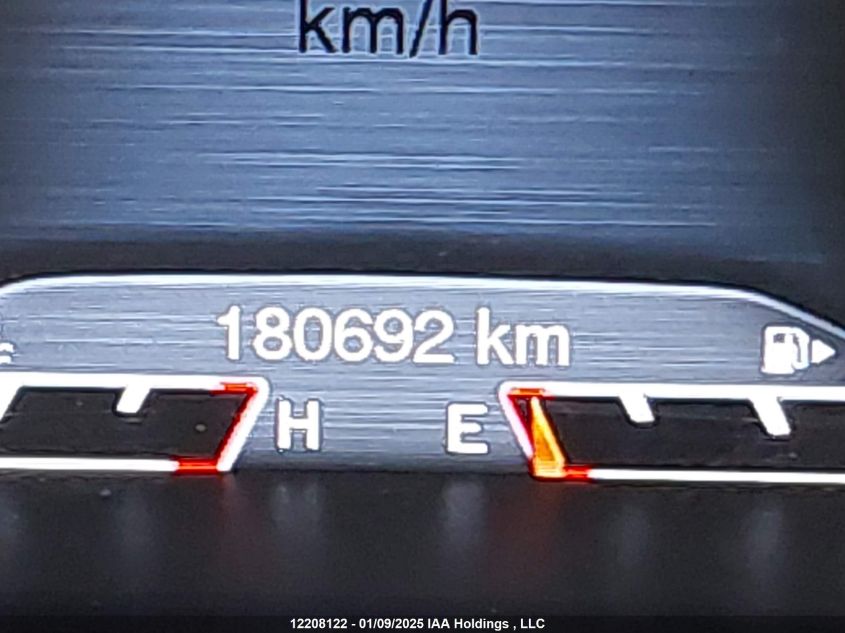 km/h
180692 km
H E
12208122 - 01/09/2025 IAA Holdings , LLC